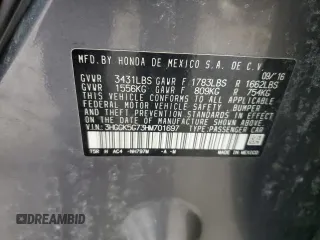 MFD. BY HONDA DE MEXICO S.A. DE C.V.
09/16
GVWR 3431LBS GAWR F 1783LBS R 1662LBS
GVWR 1556KG GAWR F 809KG R 754KG
THIS VEHICLE CONFORMS TO ALL APPLICABLE
FEDERAL MOTOR VEHICLE SAFETY, BUMPER
AND THEFT PREVENTION STANDARDS IN EFFECT
ON THE DATE OF MANUFACTURE SHOWN ABOVE.
V.I.N: 3HGGK5G73HM701697 TYPE: PASSENGER CAR
MADE IN MEXICO
DREAMBID